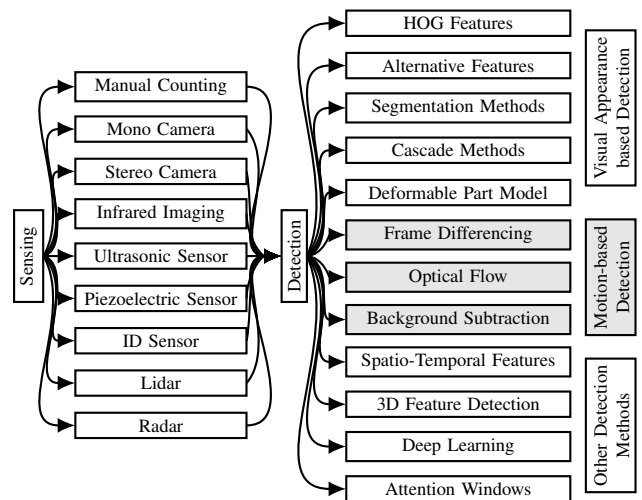 Sensing
Manual Counting
Mono Camera
Stereo Camera
Infrared Imaging
Ultrasonic Sensor
Piezoelectric Sensor
ID Sensor
Lidar
Radar
Detection
HOG Features
Alternative Features
Segmentation Methods
Cascade Methods
Deformable Part Model
Frame Differencing
Optical Flow
Background Subtraction
Spatio-Temporal Features
3D Feature Detection
Deep Learning
Attention Windows
Visual Appearance
based Detection
Motion-based
Detection
Other Detection
Methods